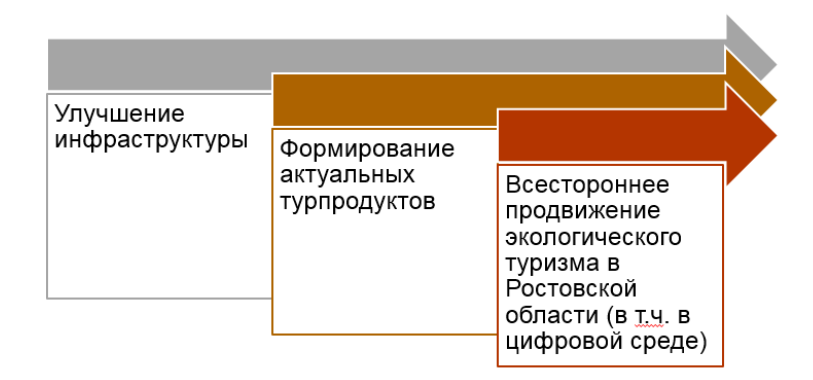 Улучшение
инфраструктуры
Формирование
актуальных
турпродуктов
Всестороннее
продвижение
экологического
туризма в
Ростовской
области (в т.ч. в
цифровой среде)